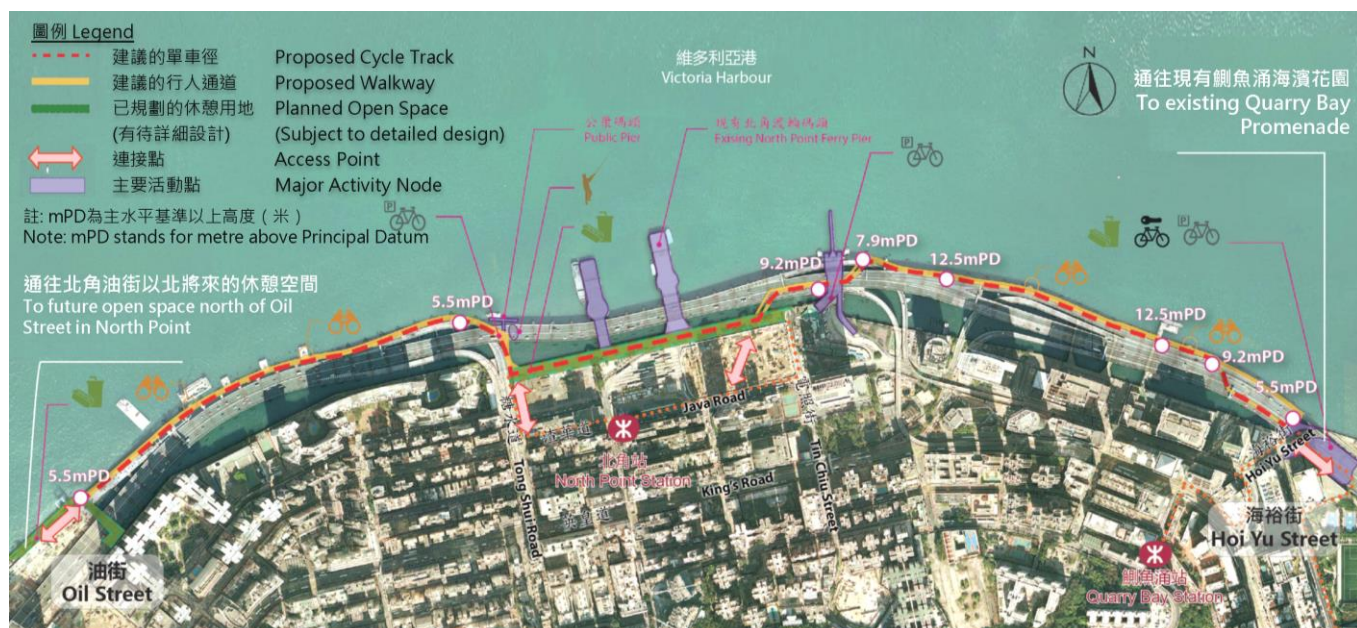 圖例 Legend
建議的單車徑 Proposed Cycle Track
建議的行人通道 Proposed Walkway
已規劃的休憩用地 Planned Open Space
(有待詳細設計) (Subject to detailed design)
連接點 Access Point
主要活動點 Major Activity Node
註: mPD為主水平基準以上高度（米）
Note: mPD stands for metre above Principal Datum
維多利亞港
Victoria Harbour
N
通往現有鰂魚涌海濱花園
To existing Quarry Bay
Promenade
公眾碼頭
Public Pier
現有北角渡輪碼頭
Exising North Point Ferry Pier
P
P
P
通往北角油街以北將來的休憩空間
To future open space north of Oil
Street in North Point
5.5mPD
5.5mPD
9.2mPD
7.9mPD
12.5mPD
12.5mPD
9.2mPD
5.5mPD
糖水道
Tong Shui Road
Java Road
北角站
North Point Station
King's Road
英皇道
Tin Chiu Street
Hoi Yu Street
海裕街
Hoi Yu Street
鰂魚涌站
Quarry Bay Station
油街
Oil Street